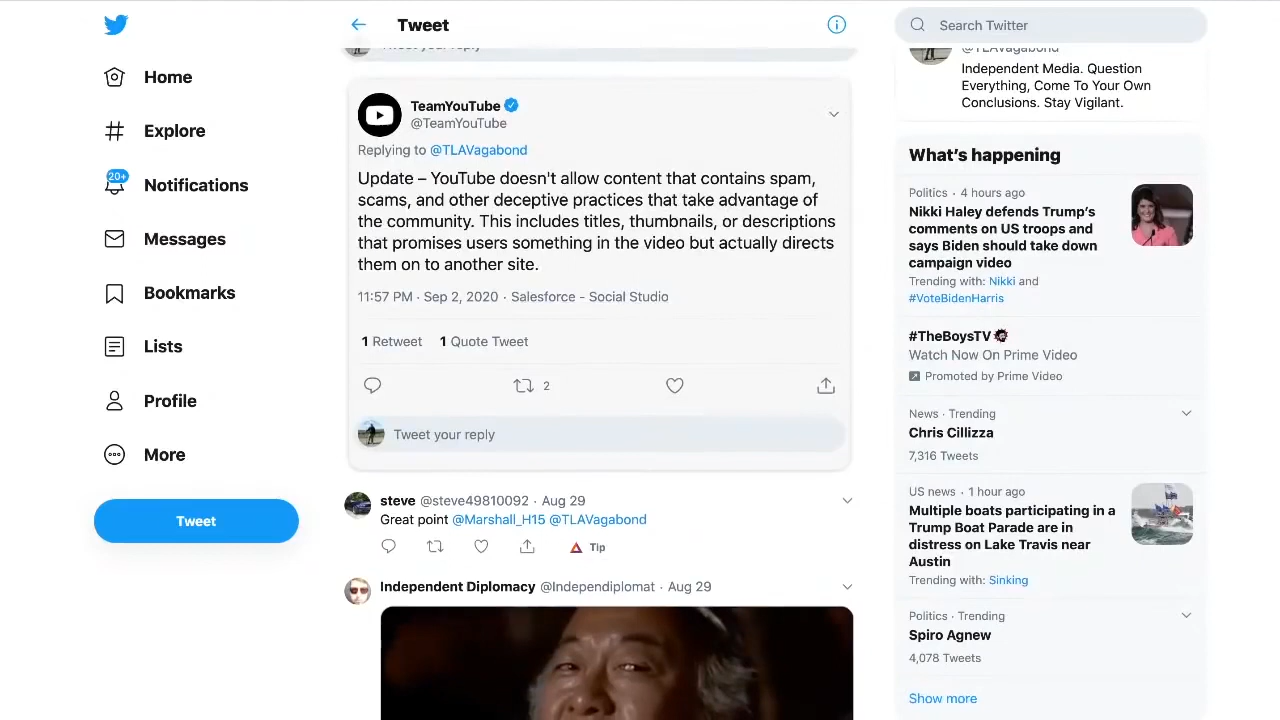 Home
Explore
20+
Notifications
Messages
Bookmarks
Lists
Profile
More
Tweet
Tweet
Tweet your reply
TeamYouTube
@TeamYouTube
Replying to @TLAVagabond
Update – YouTube doesn't allow content that contains spam,
scams, and other deceptive practices that take advantage of
the community. This includes titles, thumbnails, or descriptions
that promises users something in the video but actually directs
them on to another site.
11:57 PM · Sep 2, 2020 · Salesforce - Social Studio
1 Retweet 1 Quote Tweet
2
Tweet your reply
steve @steve49810092 · Aug 29
Great point @Marshall_H15 @TLAVagabond
Tip
Independent Diplomacy @Independiplomat · Aug 29
Search Twitter
@TLAVagabond
Independent Media. Question
Everything, Come To Your Own
Conclusions. Stay Vigilant.
What's happening
Politics · 4 hours ago
Nikki Haley defends Trump's
comments on US troops and
says Biden should take down
campaign video
Trending with: Nikki and
#VoteBidenHarris
#TheBoysTV
Watch Now On Prime Video
Promoted by Prime Video
News · Trending
Chris Cillizza
7,316 Tweets
US news · 1 hour ago
Multiple boats participating in a
Trump Boat Parade are in
distress on Lake Travis near
Austin
Trending with: Sinking
Politics · Trending
Spiro Agnew
4,078 Tweets
Show more